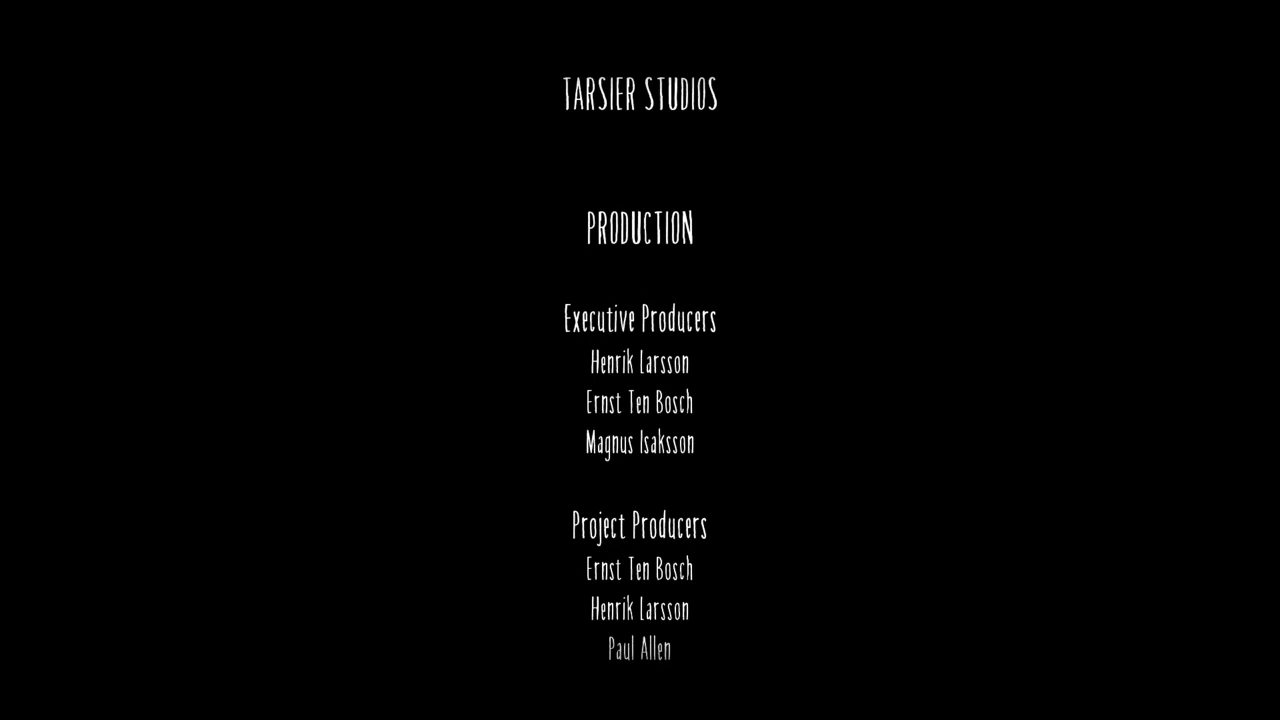 TARSIER STUDIOS
PRODUCTION
Executive Producers
Henrik Larsson
Ernst Ten Bosch
Magnus Isaksson
Project Producers
Ernst Ten Bosch
Henrik Larsson
Paul Allen